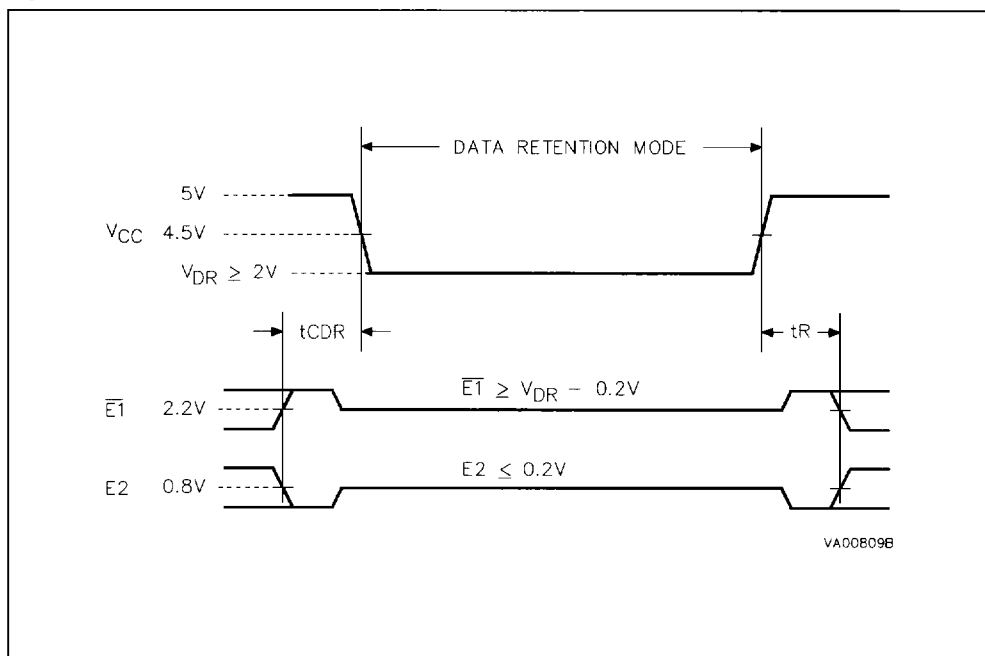 DATA RETENTION MODE
5V
VCC 4.5V
VDR ≥ 2V
tCDR
tR
E1 ≥ VDR – 0.2V
E1 2.2V
E2 ≤ 0.2V
E2 0.8V
VA00809B